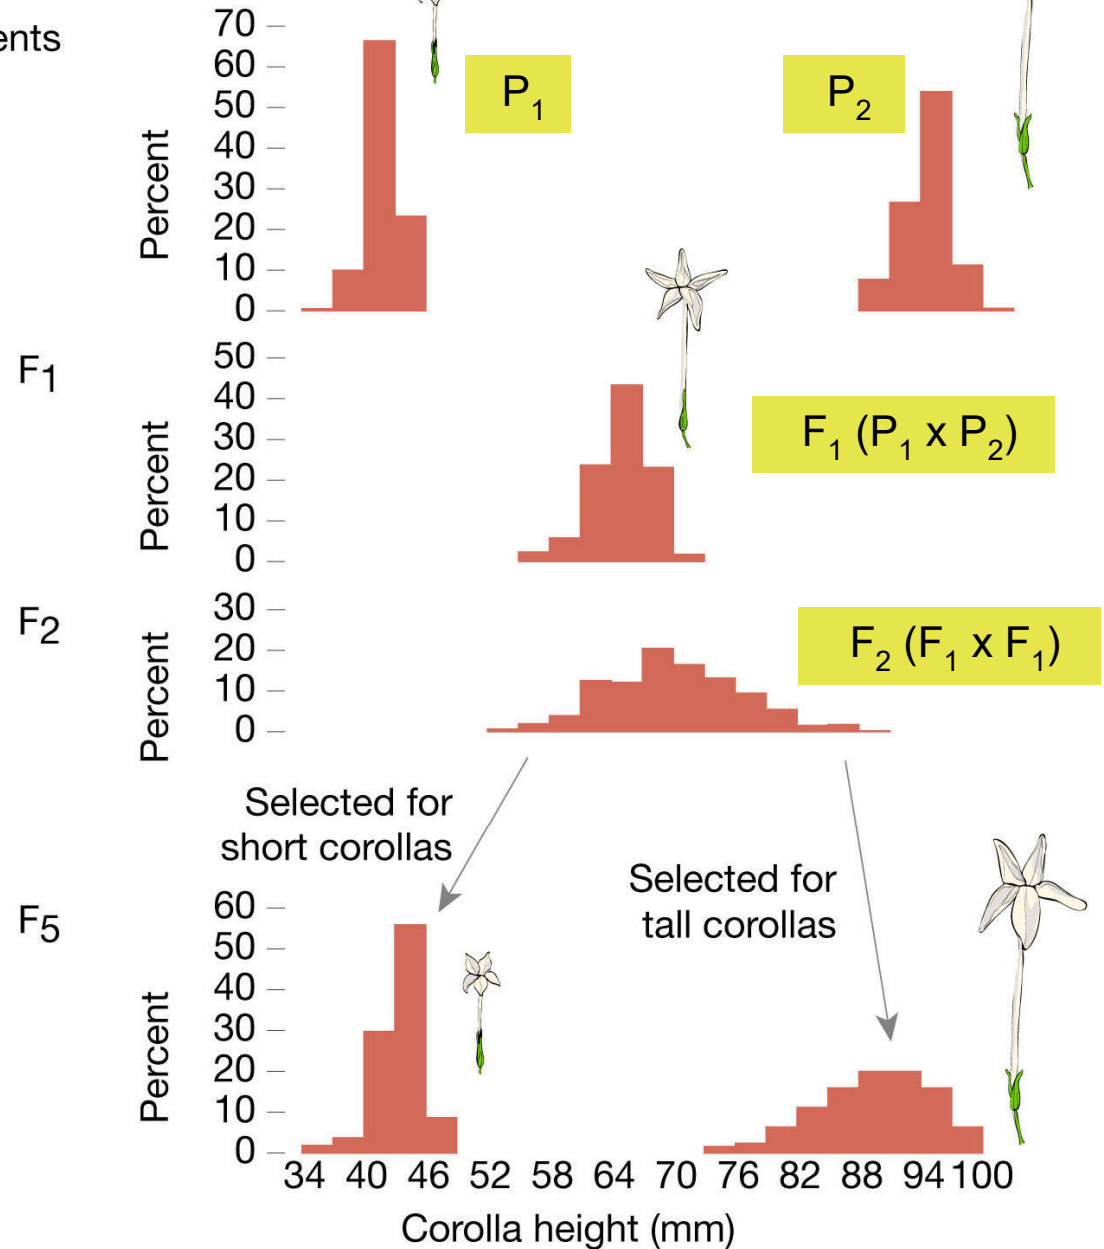 ents
70
60
50
40
30
20
10
0
Percent
P1
P2
F1
50
40
30
20
10
0
Percent
F1 (P1 x P2)
F2
30
20
10
0
Percent
F2 (F1 x F1)
Selected for
short corollas
Selected for
tall corollas
F5
60
50
40
30
20
10
0
Percent
34 40 46 52 58 64 70 76 82 88 94 100
Corolla height (mm)